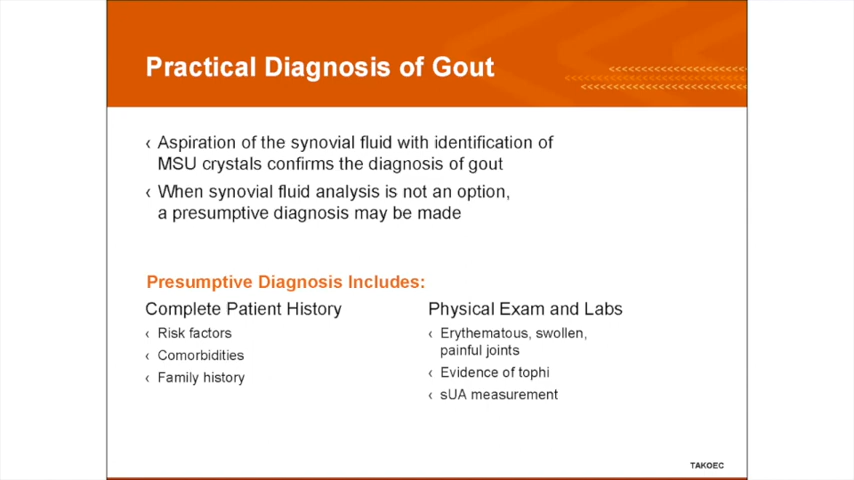 Practical Diagnosis of Gout
‹ Aspiration of the synovial fluid with identification of
MSU crystals confirms the diagnosis of gout
‹ When synovial fluid analysis is not an option,
a presumptive diagnosis may be made
Presumptive Diagnosis Includes:
Complete Patient History
‹ Risk factors
‹ Comorbidities
‹ Family history
Physical Exam and Labs
‹ Erythematous, swollen,
painful joints
‹ Evidence of tophi
‹ sUA measurement
TAKOEC